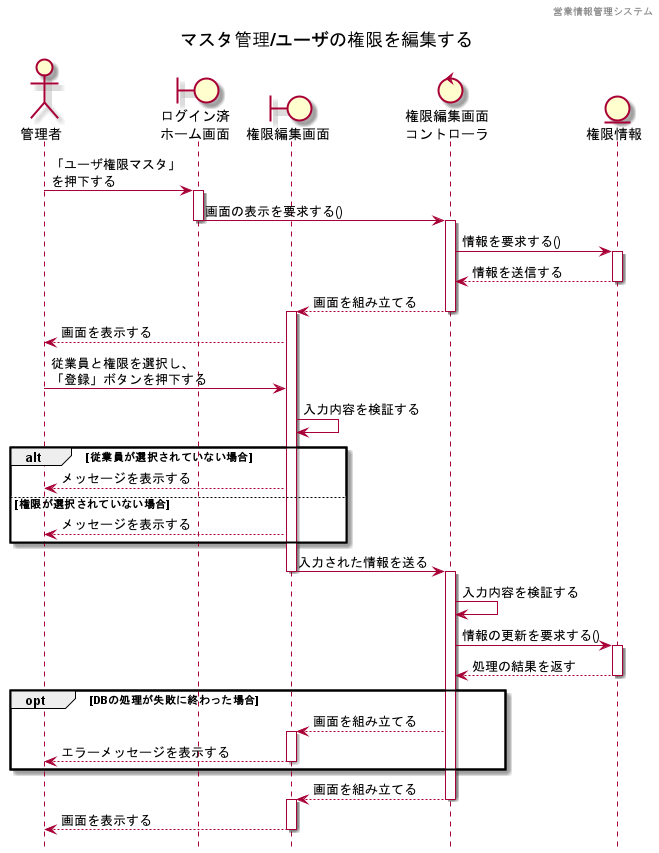 営業情報管理システム
マスタ管理/ユーザの権限を編集する
管理者
ログイン済
ホーム画面
権限編集画面
権限編集画面
コントローラ
権限情報
「ユーザ権限マスタ」
を押下する
画面の表示を要求する()
情報を要求する()
情報を送信する
画面を組み立てる
画面を表示する
従業員と権限を選択し、
「登録」ボタンを押下する
入力内容を検証する
alt [従業員が選択されていない場合]
メッセージを表示する
[権限が選択されていない場合]
メッセージを表示する
入力された情報を送る
入力内容を検証する
情報の更新を要求する()
処理の結果を返す
opt [DBの処理が失敗に終わった場合]
画面を組み立てる
エラーメッセージを表示する
画面を組み立てる
画面を表示する